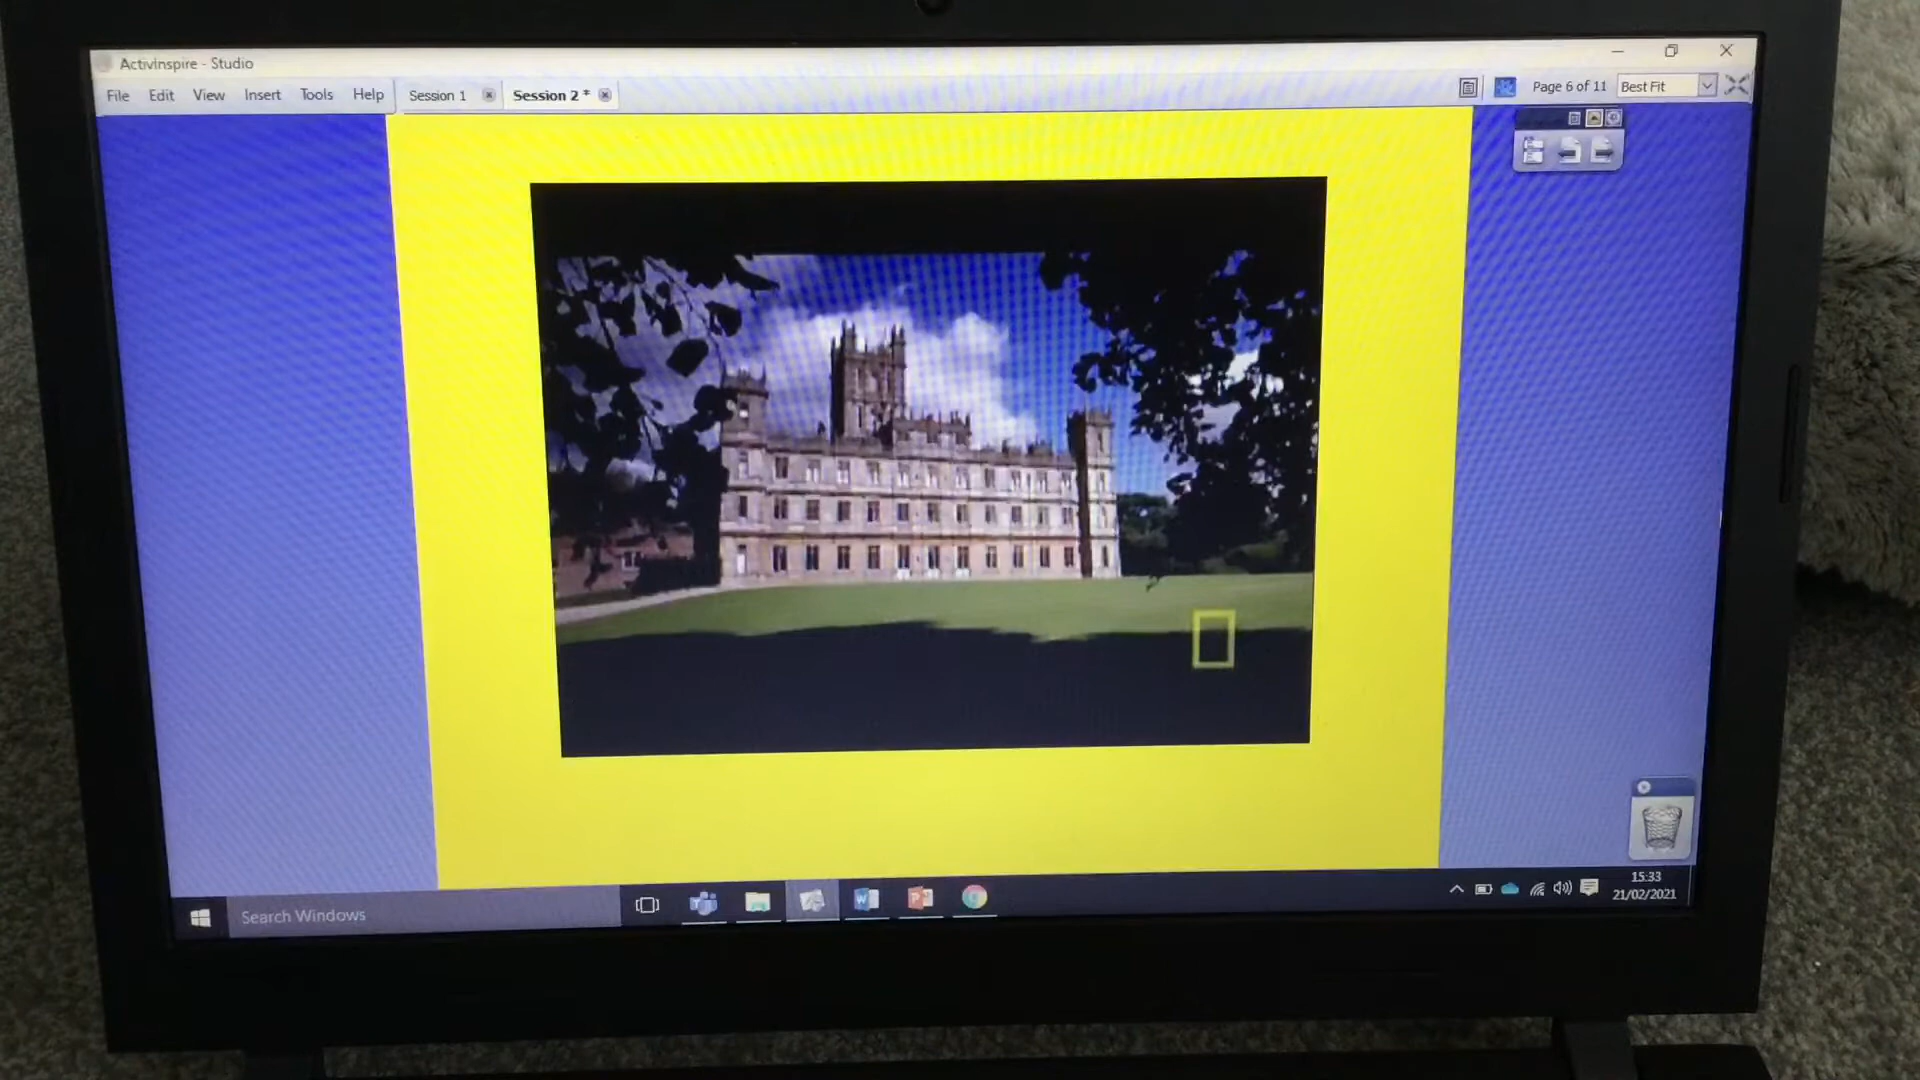 ActivInspire - Studio
File Edit View Insert Tools Help Session 1 Session 2 * Page 6 of 11 Best Fit
Search Windows
15:33
21/02/2021